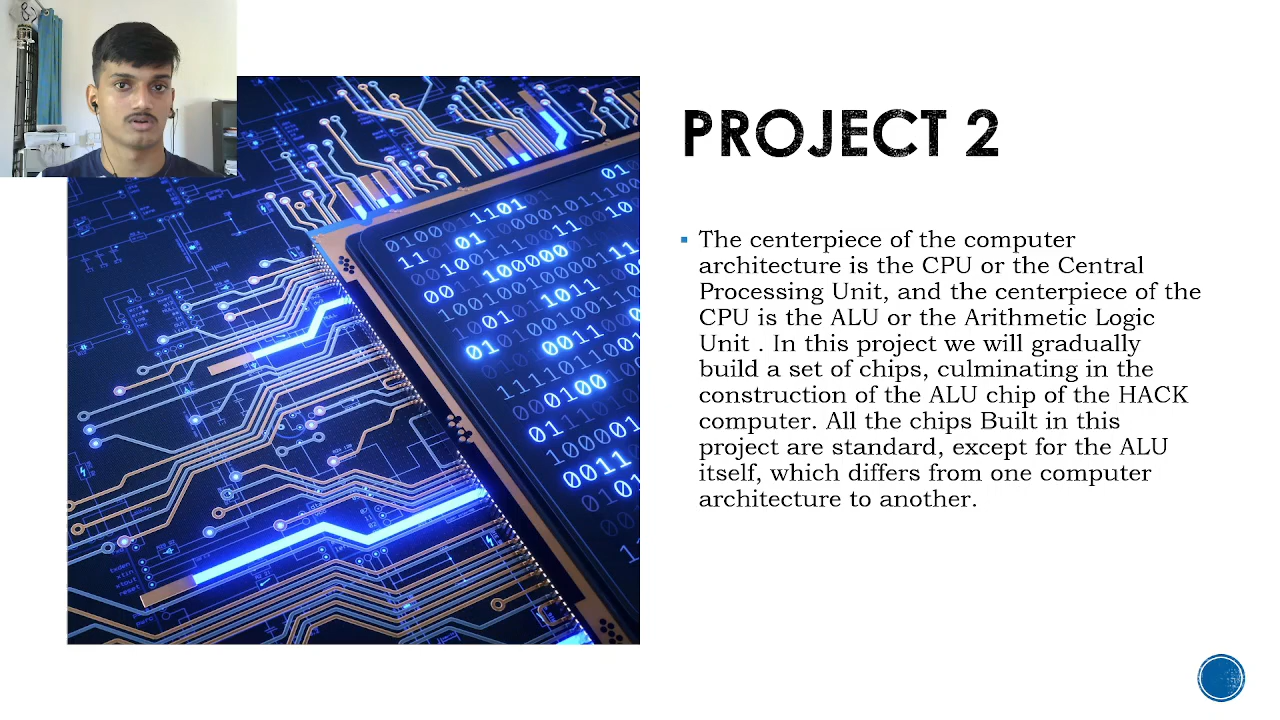 PROJECT 2
The centerpiece of the computer
architecture is the CPU or the Central
Processing Unit, and the centerpiece of the
CPU is the ALU or the Arithmetic Logic
Unit . In this project we will gradually
build a set of chips, culminating in the
construction of the ALU chip of the HACK
computer. All the chips Built in this
project are standard, except for the ALU
itself, which differs from one computer
architecture to another.